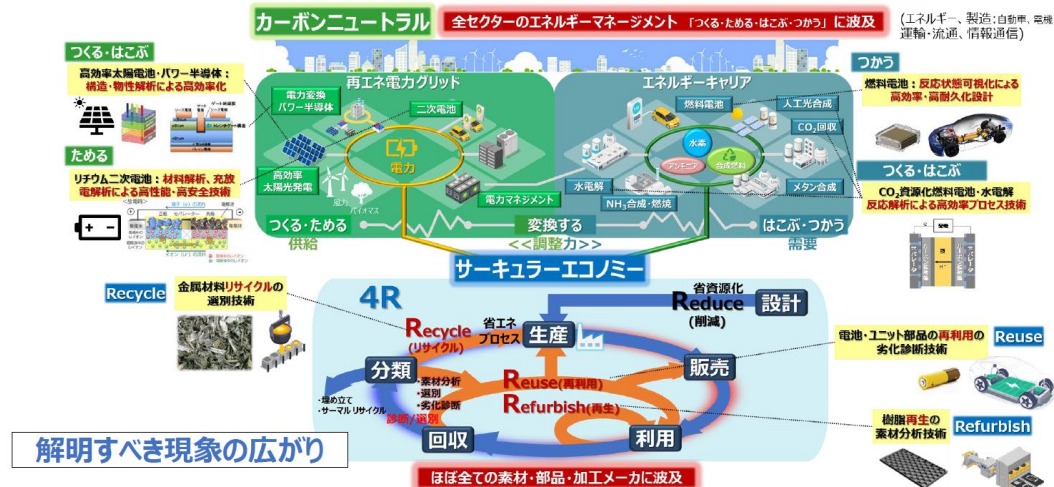 カーボンニュートラル
全セクターのエネルギーマネージメント 「つくる・ためる・はこぶ・つかう」に波及
(エネルギー、製造:自動車、電機
運輸・流通、情報通信)
つくる・はこぶ
高効率太陽電池・パワー半導体:
構造・物性解析による高効率化
ためる
リチウム二次電池:材料解析、充放
電解析による高性能・高安全技術
再エネ電力グリッド
電力変換
パワー半導体
二次電池
電力
高効率
太陽光発電
風力
バイオマス
電力マネジメント
エネルギーキャリア
燃料電池
人工光合成
CO₂回収
水素
アンモニア
合成燃料
水電解
NH₃合成・燃焼
メタン合成
つかう
燃料電池:反応状態可視化による
高効率・高耐久化設計
つくる・はこぶ
CO₂資源化燃料電池・水電解
反応解析による高効率プロセス技術
つくる・ためる
変換する
はこぶ・つかう
供給
<<調整力>>
需要
サーキュラーエコノミー
Recycle
金属材料リサイクルの
選別技術
4R
Recycle
(リサイクル)
省エネ
プロセス
生産
省資源化
Reduce
(削減)
設計
分類
・素材分析
・選別
・劣化診断
診断/選別
・埋め立て
・サーマルリサイクル
Reuse(再利用)
Refurbish(再生)
販売
回収
利用
電池・ユニット部品の再利用の
劣化診断技術
Reuse
樹脂再生の
素材分析技術
Refurbish
解明すべき現象の広がり
ほぼ全ての素材・部品・加工メーカに波及